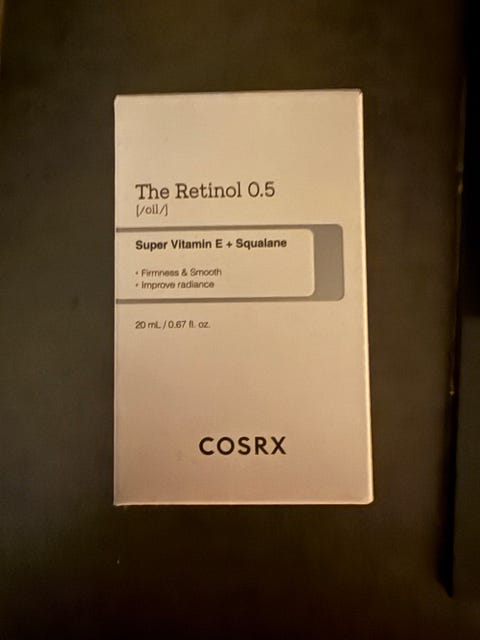 The Retinol 0.5
[/oil/]
Super Vitamin E + Squalane
• Firmness & Smooth
• Improve radiance
20 mL / 0.67 fl. oz.
COSRX